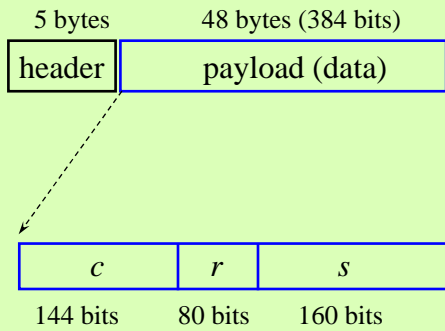 5 bytes 48 bytes (384 bits)
header payload (data)
c r s
144 bits 80 bits 160 bits